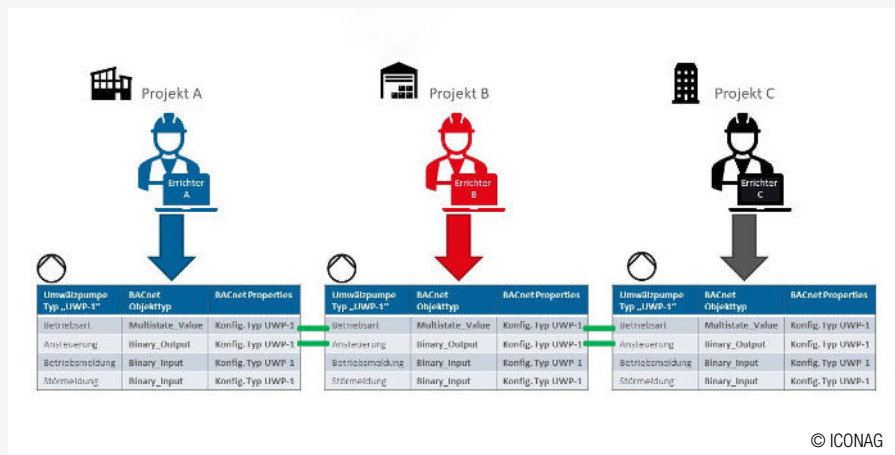 Projekt A
Projekt B
Projekt C
Errichter
A
Errichter
B
Errichter
C
Umwälzpumpe
Typ „UWP-1"
BACnet
Objekttyp
BACnet Properties
Betriebsart Multistate_Value Konfig. Typ UWP-1
Ansteuerung Binary_Output Konfig. Typ UWP-1
Betriebsmeldung Binary_Input Konfig. Typ UWP-1
Störmeldung Binary_Input Konfig. Typ UWP-1
Umwälzpumpe
Typ „UWP-1"
BACnet
Objekttyp
BACnet Properties
Betriebsart Multistate_Value Konfig. Typ UWP-1
Ansteuerung Binary_Output Konfig. Typ UWP-1
Betriebsmeldung Binary_Input Konfig. Typ UWP-1
Störmeldung Binary_Input Konfig. Typ UWP-1
Umwälzpumpe
Typ „UWP-1"
BACnet
Objekttyp
BACnet Properties
Betriebsart Multistate_Value Konfig. Typ UWP-1
Ansteuerung Binary_Output Konfig. Typ UWP-1
Betriebsmeldung Binary_Input Konfig. Typ UWP-1
Störmeldung Binary_Input Konfig. Typ UWP-1
© ICONAG